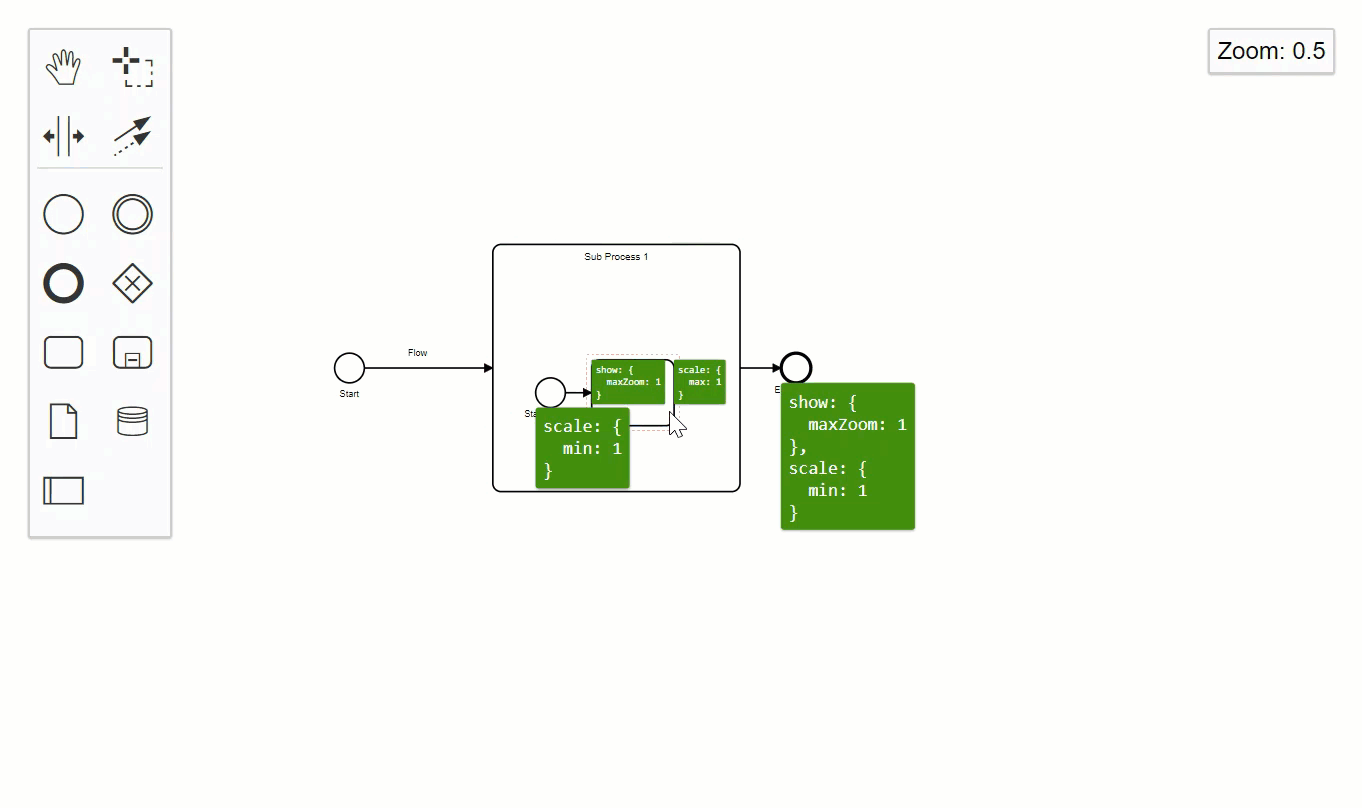 Zoom: 0.5
Sub Process 1
Flow
Start
show: {
maxZoom: 1
}
scale: {
max: 1
}
scale: {
min: 1
}
show: {
maxZoom: 1
},
scale: {
min: 1
}